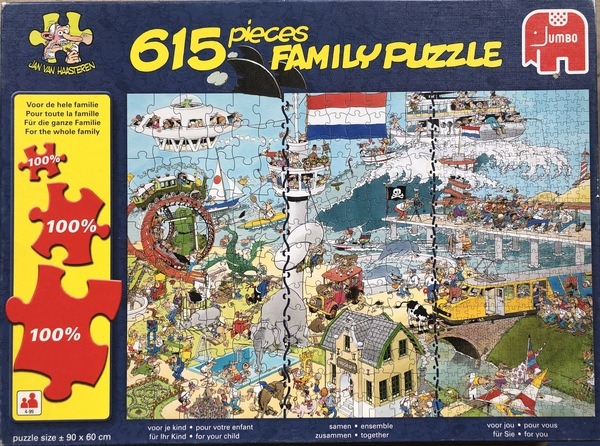 JAN VAN HAASTEREN
615 pieces
FAMILY PUZZLE
Jumbo
Voor de hele familie
Pour toute la famille
Für die ganze Familie
For the whole family
100%
100%
100%
4-99
puzzle size ± 90 x 60 cm
voor je kind • pour votre enfant
für Ihr Kind • for your child
samen • ensemble
zusammen • together
voor jou • pour vous
für Sie • for you